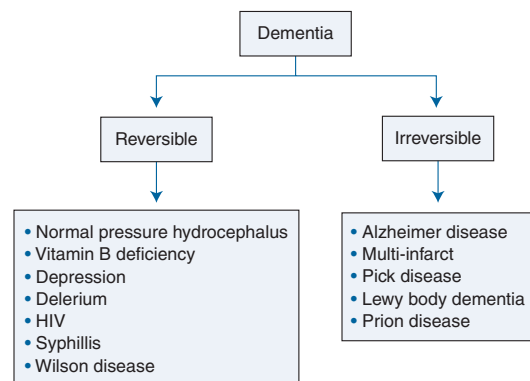 Dementia
Reversible
Irreversible
• Normal pressure hydrocephalus
• Vitamin B deficiency
• Depression
• Delerium
• HIV
• Syphillis
• Wilson disease
• Alzheimer disease
• Multi-infarct
• Pick disease
• Lewy body dementia
• Prion disease